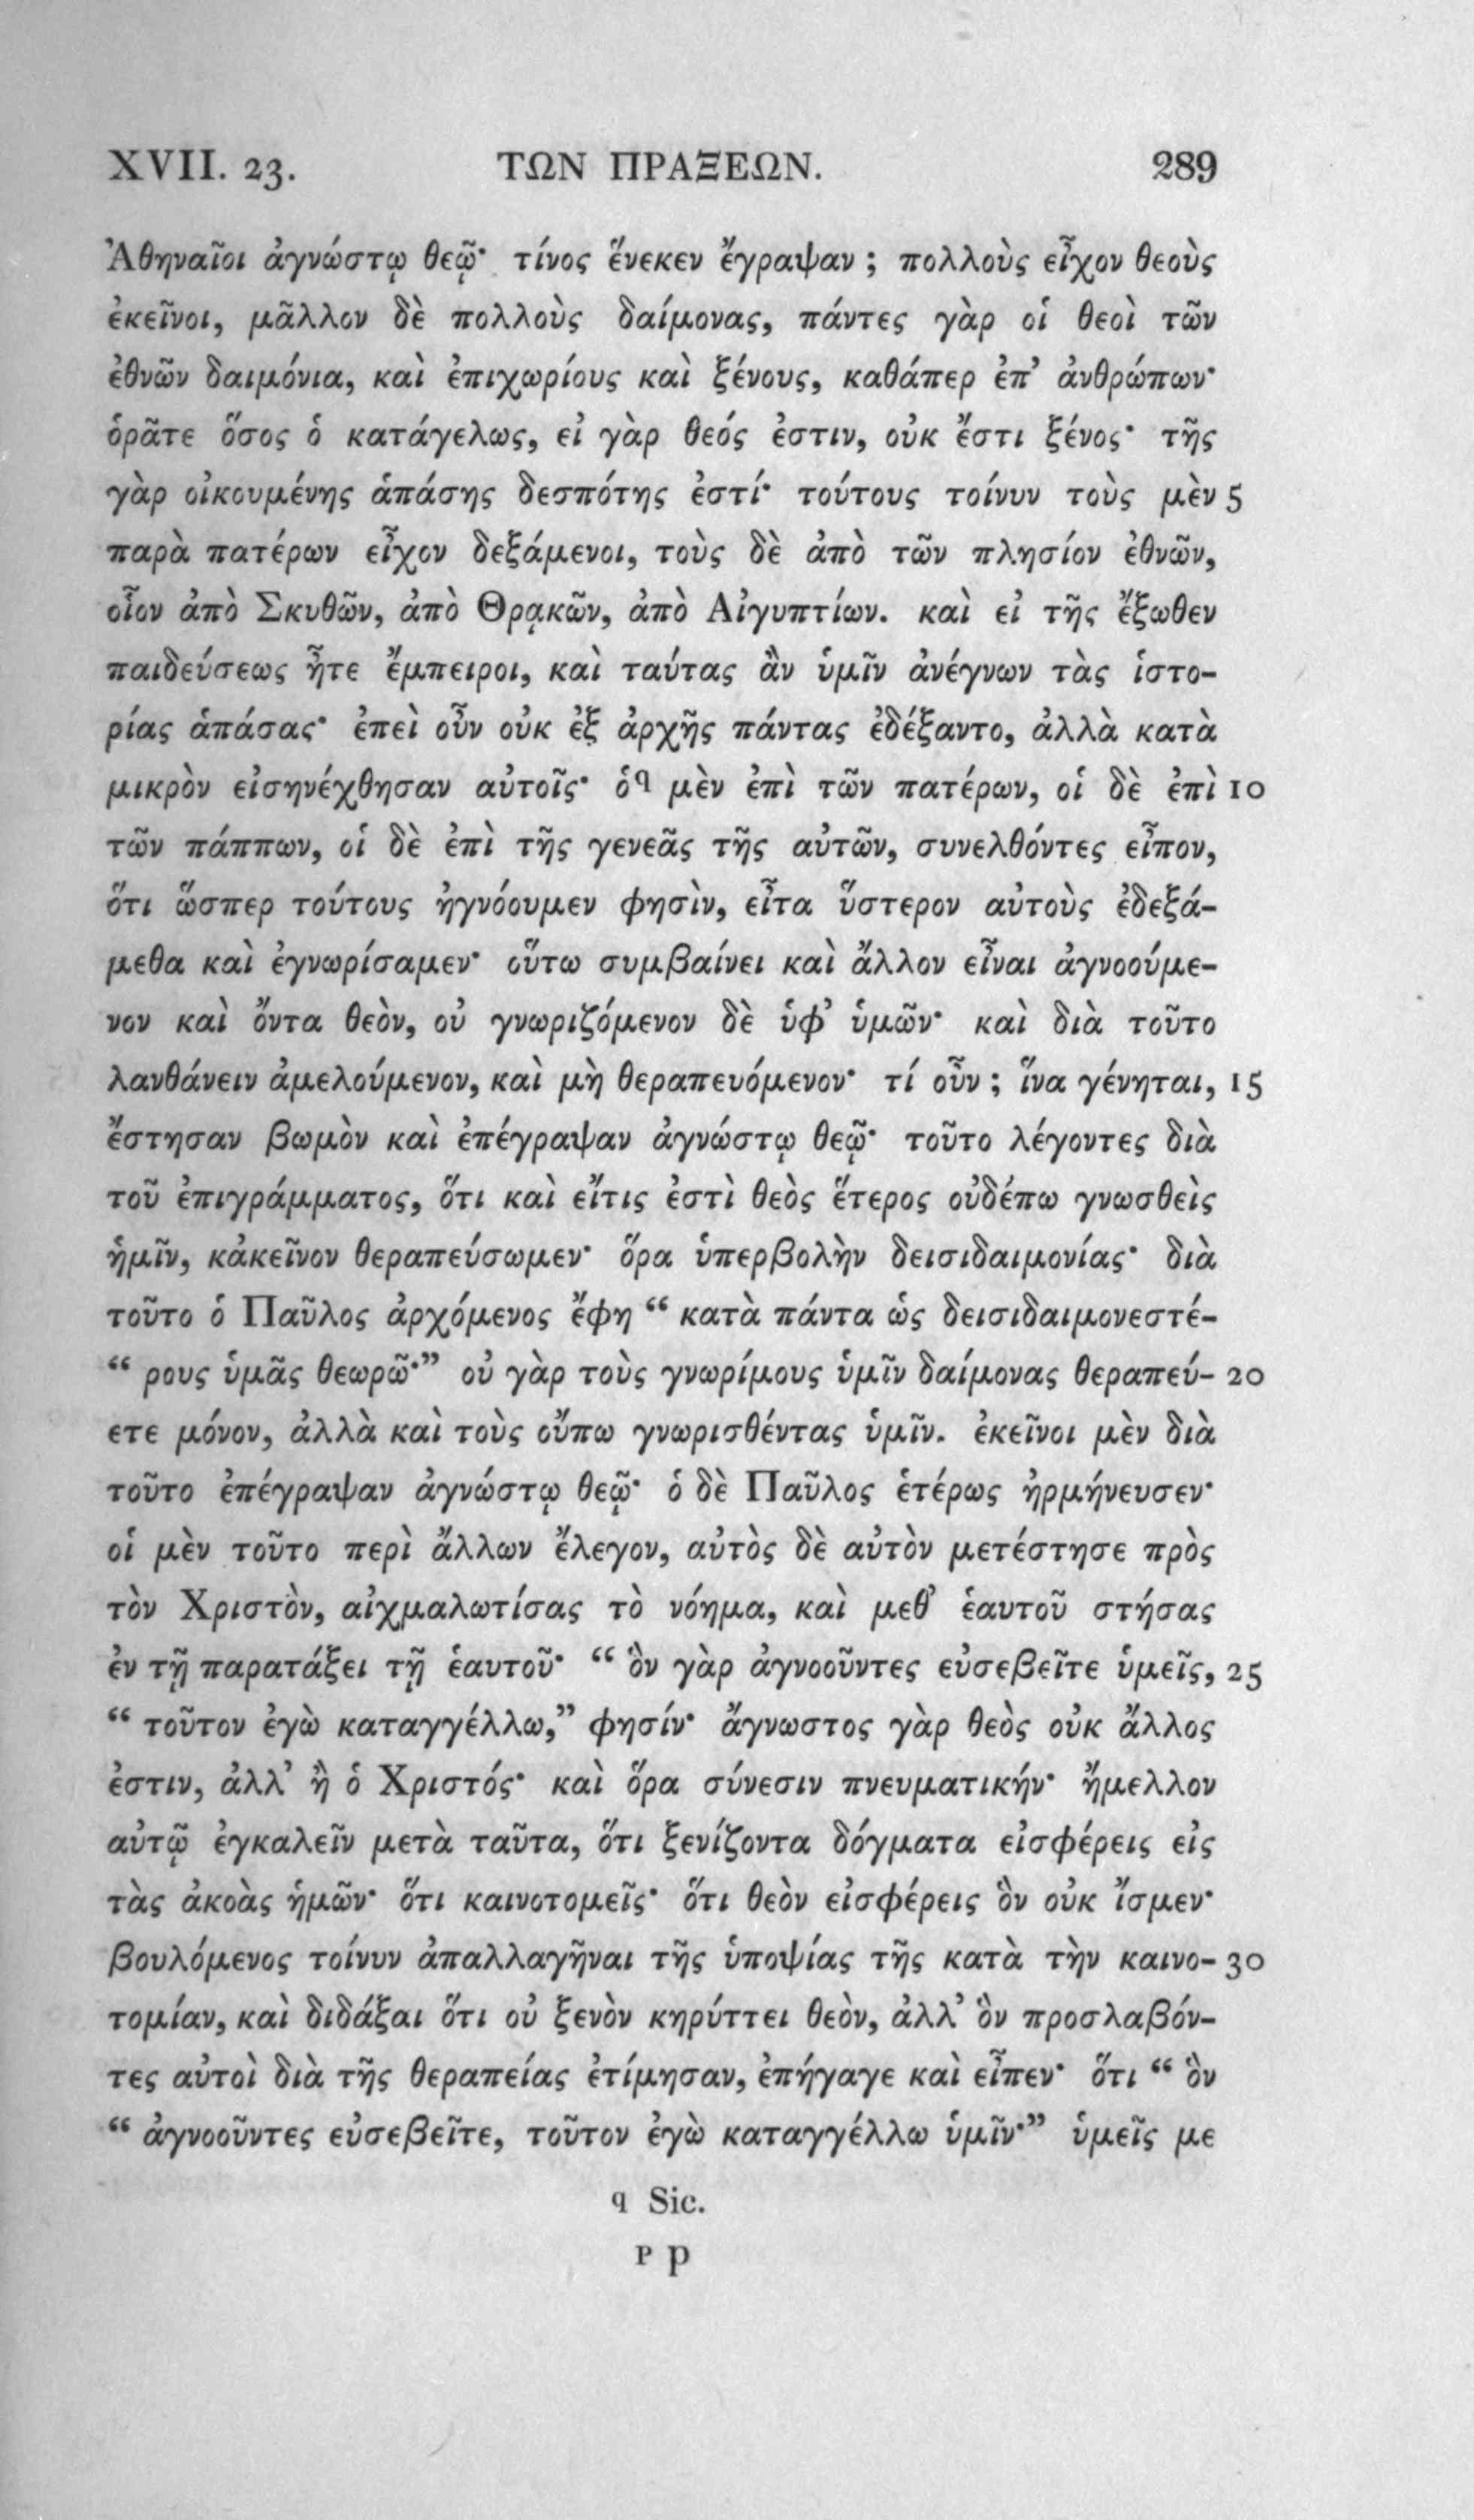 XVII. 23. ΤΩΝ ΠΡΑΞΕΩΝ. 289
Ἀθηναῖοι ἀγνώστῳ θεῷ· τίνος ἕνεκεν ἔγραψαν ; πολλοὺς εἶχον θεοὺς
ἐκεῖνοι, μᾶλλον δὲ πολλοὺς δαίμονας, πάντες γὰρ οἱ θεοὶ τῶν
ἐθνῶν δαιμόνια, καὶ ἐπιχωρίους καὶ ξένους, καθάπερ ἐπ’ ἀνθρώπων·
ὁρᾶτε ὅσος ὁ κατάγελως, εἰ γὰρ θεός ἐστιν, οὐκ ἔστι ξένος· τῆς
γὰρ οἰκουμένης ἁπάσης δεσπότης ἐστί· τούτους τοίνυν τοὺς μὲν 5
παρὰ πατέρων εἶχον δεξάμενοι, τοὺς δὲ ἀπὸ τῶν πλησίον ἐθνῶν,
οἷον ἀπὸ Σκυθῶν, ἀπὸ Θρᾳκῶν, ἀπὸ Αἰγυπτίων. καὶ εἰ τῆς ἔξωθεν
παιδεύσεως ἦτε ἔμπειροι, καὶ ταύτας ἂν ὑμῖν ἀνέγνων τὰς ἱστο-
ρίας ἁπάσας· ἐπεὶ οὖν οὐκ ἐξ ἀρχῆς πάντας ἐδέξαντο, ἀλλὰ κατὰ
μικρὸν εἰσηνέχθησαν αὐτοῖς· ὁq μὲν ἐπὶ τῶν πατέρων, οἱ δὲ ἐπὶ 10
τῶν πάππων, οἱ δὲ ἐπὶ τῆς γενεᾶς τῆς αὐτῶν, συνελθόντες εἶπον,
ὅτι ὥσπερ τούτους ἠγνόουμεν φησὶν, εἶτα ὕστερον αὐτοὺς ἐδεξά-
μεθα καὶ ἐγνωρίσαμεν· οὕτω συμβαίνει καὶ ἄλλον εἶναι ἀγνοούμε-
νον καὶ ὄντα θεὸν, οὐ γνωριζόμενον δὲ ὑφ’ ὑμῶν· καὶ διὰ τοῦτο
λανθάνειν ἀμελούμενον, καὶ μὴ θεραπευόμενον· τί οὖν ; ἵνα γένηται, 15
ἔστησαν βωμὸν καὶ ἐπέγραψαν ἀγνώστῳ θεῷ· τοῦτο λέγοντες διὰ
τοῦ ἐπιγράμματος, ὅτι καὶ εἴτις ἐστὶ θεὸς ἕτερος οὐδέπω γνωσθεὶς
ἡμῖν, κἀκεῖνον θεραπεύσωμεν· ὅρα ὑπερβολὴν δεισιδαιμονίας· διὰ
τοῦτο ὁ Παῦλος ἀρχόμενος ἔφη “ κατὰ πάντα ὡς δεισιδαιμονεστέ-
“ ρους ὑμᾶς θεωρῶ·” οὐ γὰρ τοὺς γνωρίμους ὑμῖν δαίμονας θεραπεύ- 20
ετε μόνον, ἀλλὰ καὶ τοὺς οὔπω γνωρισθέντας ὑμῖν. ἐκεῖνοι μὲν διὰ
τοῦτο ἐπέγραψαν ἀγνώστῳ θεῷ· ὁ δὲ Παῦλος ἑτέρως ἡρμήνευσεν·
οἱ μὲν τοῦτο περὶ ἄλλων ἔλεγον, αὐτὸς δὲ αὐτὸν μετέστησε πρὸς
τὸν Χριστὸν, αἰχμαλωτίσας τὸ νόημα, καὶ μεθ’ ἑαυτοῦ στήσας
ἐν τῇ παρατάξει τῇ ἑαυτοῦ· “ ὃν γὰρ ἀγνοοῦντες εὐσεβεῖτε ὑμεῖς, 25
“ τοῦτον ἐγὼ καταγγέλλω,” φησίν· ἄγνωστος γὰρ θεὸς οὐκ ἄλλος
ἐστιν, ἀλλ’ ἢ ὁ Χριστός· καὶ ὅρα σύνεσιν πνευματικήν· ἤμελλον
αὐτῷ ἐγκαλεῖν μετὰ ταῦτα, ὅτι ξενίζοντα δόγματα εἰσφέρεις εἰς
τὰς ἀκοὰς ἡμῶν· ὅτι καινοτομεῖς· ὅτι θεὸν εἰσφέρεις ὃν οὐκ ἴσμεν·
βουλόμενος τοίνυν ἀπαλλαγῆναι τῆς ὑποψίας τῆς κατὰ τὴν καινο- 30
τομίαν, καὶ διδάξαι ὅτι οὐ ξενὸν κηρύττει θεὸν, ἀλλ’ ὃν προσλαβόν-
τες αὐτοὶ διὰ τῆς θεραπείας ἐτίμησαν, ἐπήγαγε καὶ εἶπεν· ὅτι “ ὃν
“ ἀγνοοῦντες εὐσεβεῖτε, τοῦτον ἐγὼ καταγγέλλω ὑμῖν·” ὑμεῖς με
q Sic.
P p